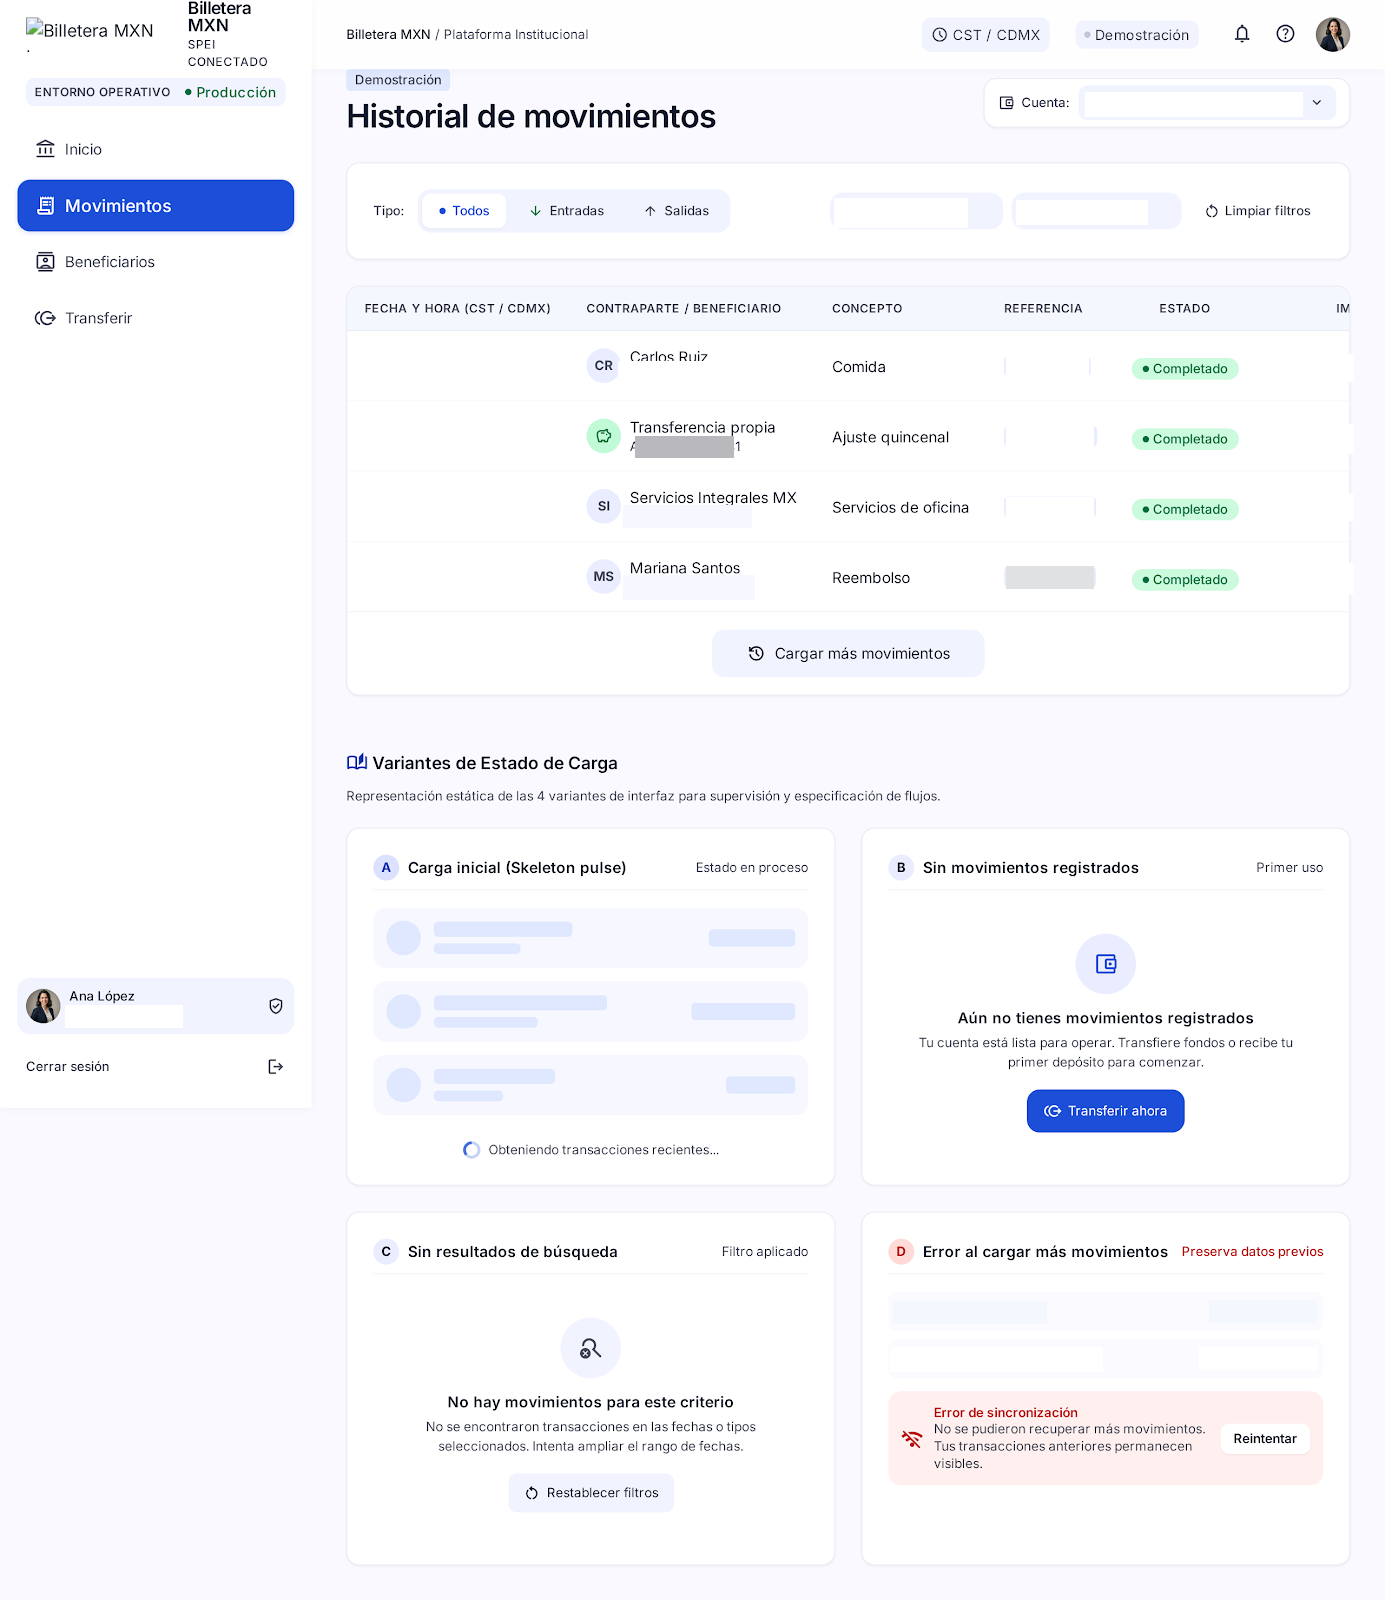 Billetera MXN
.
Billetera
MXN
SPEI
CONECTADO
ENTORNO OPERATIVO
Producción
Inicio
Movimientos
Beneficiarios
Transferir
Ana López
Cerrar sesión
Billetera MXN / Plataforma Institucional
CST / CDMX
Demostración
Demostración
Historial de movimientos
Cuenta:
Tipo:
Todos
Entradas
Salidas
Limpiar filtros
FECHA Y HORA (CST / CDMX)
CONTRAPARTE / BENEFICIARIO
CONCEPTO
REFERENCIA
ESTADO
IM
CR
Carlos Ruiz
Comida
Completado
Transferencia propia
Ajuste quincenal
Completado
SI
Servicios Integrales MX
Servicios de oficina
Completado
MS
Mariana Santos
Reembolso
Completado
Cargar más movimientos
Variantes de Estado de Carga
Representación estática de las 4 variantes de interfaz para supervisión y especificación de flujos.
A
Carga inicial (Skeleton pulse)
Estado en proceso
Obteniendo transacciones recientes...
B
Sin movimientos registrados
Primer uso
Aún no tienes movimientos registrados
Tu cuenta está lista para operar. Transfiere fondos o recibe tu
primer depósito para comenzar.
Transferir ahora
C
Sin resultados de búsqueda
Filtro aplicado
No hay movimientos para este criterio
No se encontraron transacciones en las fechas o tipos
seleccionados. Intenta ampliar el rango de fechas.
Restablecer filtros
D
Error al cargar más movimientos
Preserva datos previos
Error de sincronización
No se pudieron recuperar más movimientos.
Tus transacciones anteriores permanecen
visibles.
Reintentar